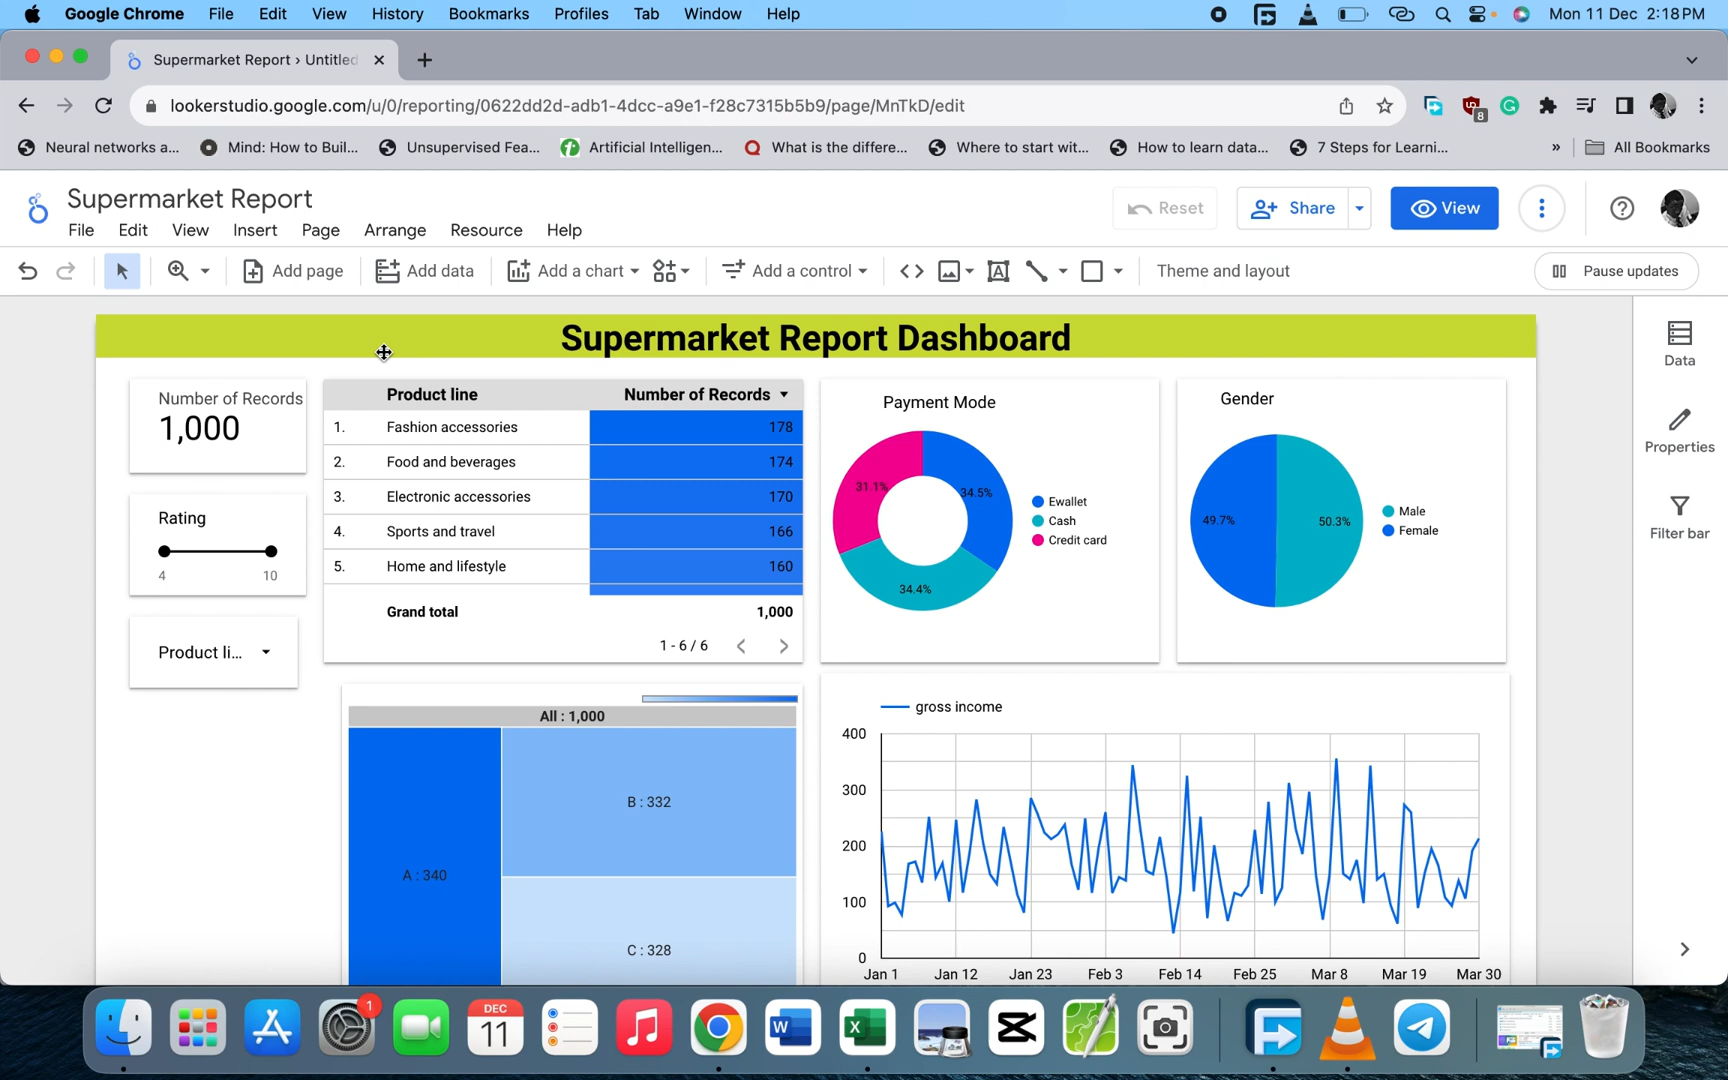 Google Chrome File Edit View History Bookmarks Profiles Tab Window Help Mon 11 Dec 2:18 PM
Supermarket Report › Untitled
lookerstudio.google.com/u/0/reporting/0622dd2d-adb1-4dcc-a9e1-f28c7315b5b9/page/MnTkD/edit 8
Neural networks a... Mind: How to Buil... Unsupervised Fea... Artificial Intelligen... What is the differe... Where to start wit... How to learn data... 7 Steps for Learni... » All Bookmarks
Supermarket Report
Reset Share View
File Edit View Insert Page Arrange Resource Help
Add page Add data Add a chart Add a control Theme and layout Pause updates
Supermarket Report Dashboard
Data
Properties
Filter bar
Number of Records
1,000
Rating
4 10
Product li...
Product line Number of Records
1. Fashion accessories 178
2. Food and beverages 174
3. Electronic accessories 170
4. Sports and travel 166
5. Home and lifestyle 160
Grand total 1,000
1 - 6 / 6
Payment Mode
31.1%
34.5%
34.4%
Ewallet
Cash
Credit card
Gender
49.7%
50.3%
Male
Female
All : 1,000
A : 340
B : 332
C : 328
gross income
400
300
200
100
0
Jan 1 Jan 12 Jan 23 Feb 3 Feb 14 Feb 25 Mar 8 Mar 19 Mar 30
1
DEC
11
W
X